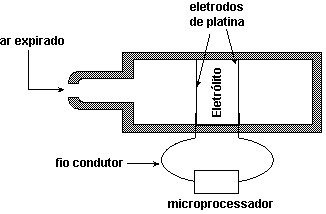 eletrodos
de platina
ar expirado
Eletrólito
fio condutor
microprocessador